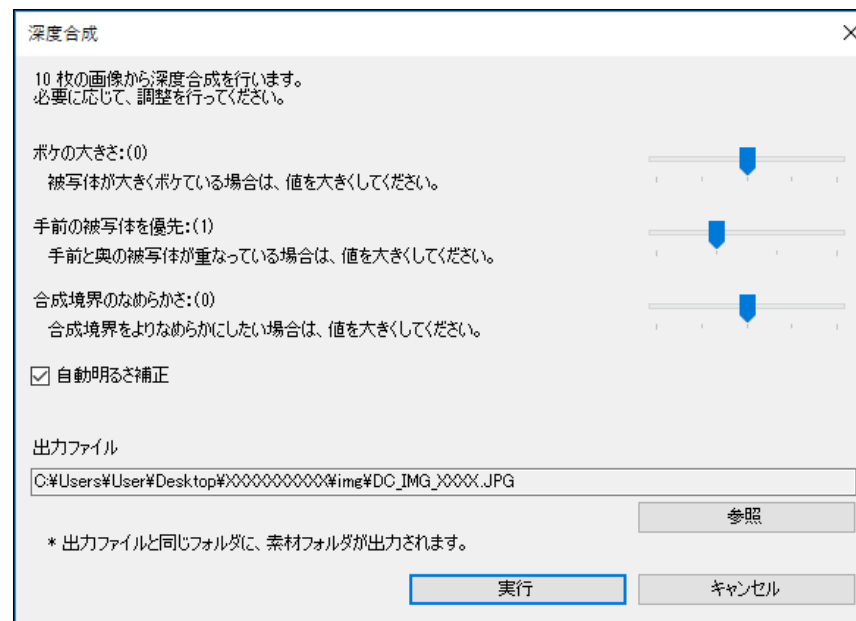 深度合成
10 枚の画像から深度合成を行います。
必要に応じて、調整を行ってください。
ボケの大きさ:(0)
被写体が大きくボケている場合は、値を大きくしてください。
手前の被写体を優先:(1)
手前と奥の被写体が重なっている場合は、値を大きくしてください。
合成境界のなめらかさ:(0)
合成境界をよりなめらかにしたい場合は、値を大きくしてください。
自動明るさ補正
出力ファイル
C:¥Users¥User¥Desktop¥XXXXXXXXXXX¥img¥DC_IMG_XXXX.JPG
参照
* 出力ファイルと同じフォルダに、素材フォルダが出力されます。
実行
キャンセル